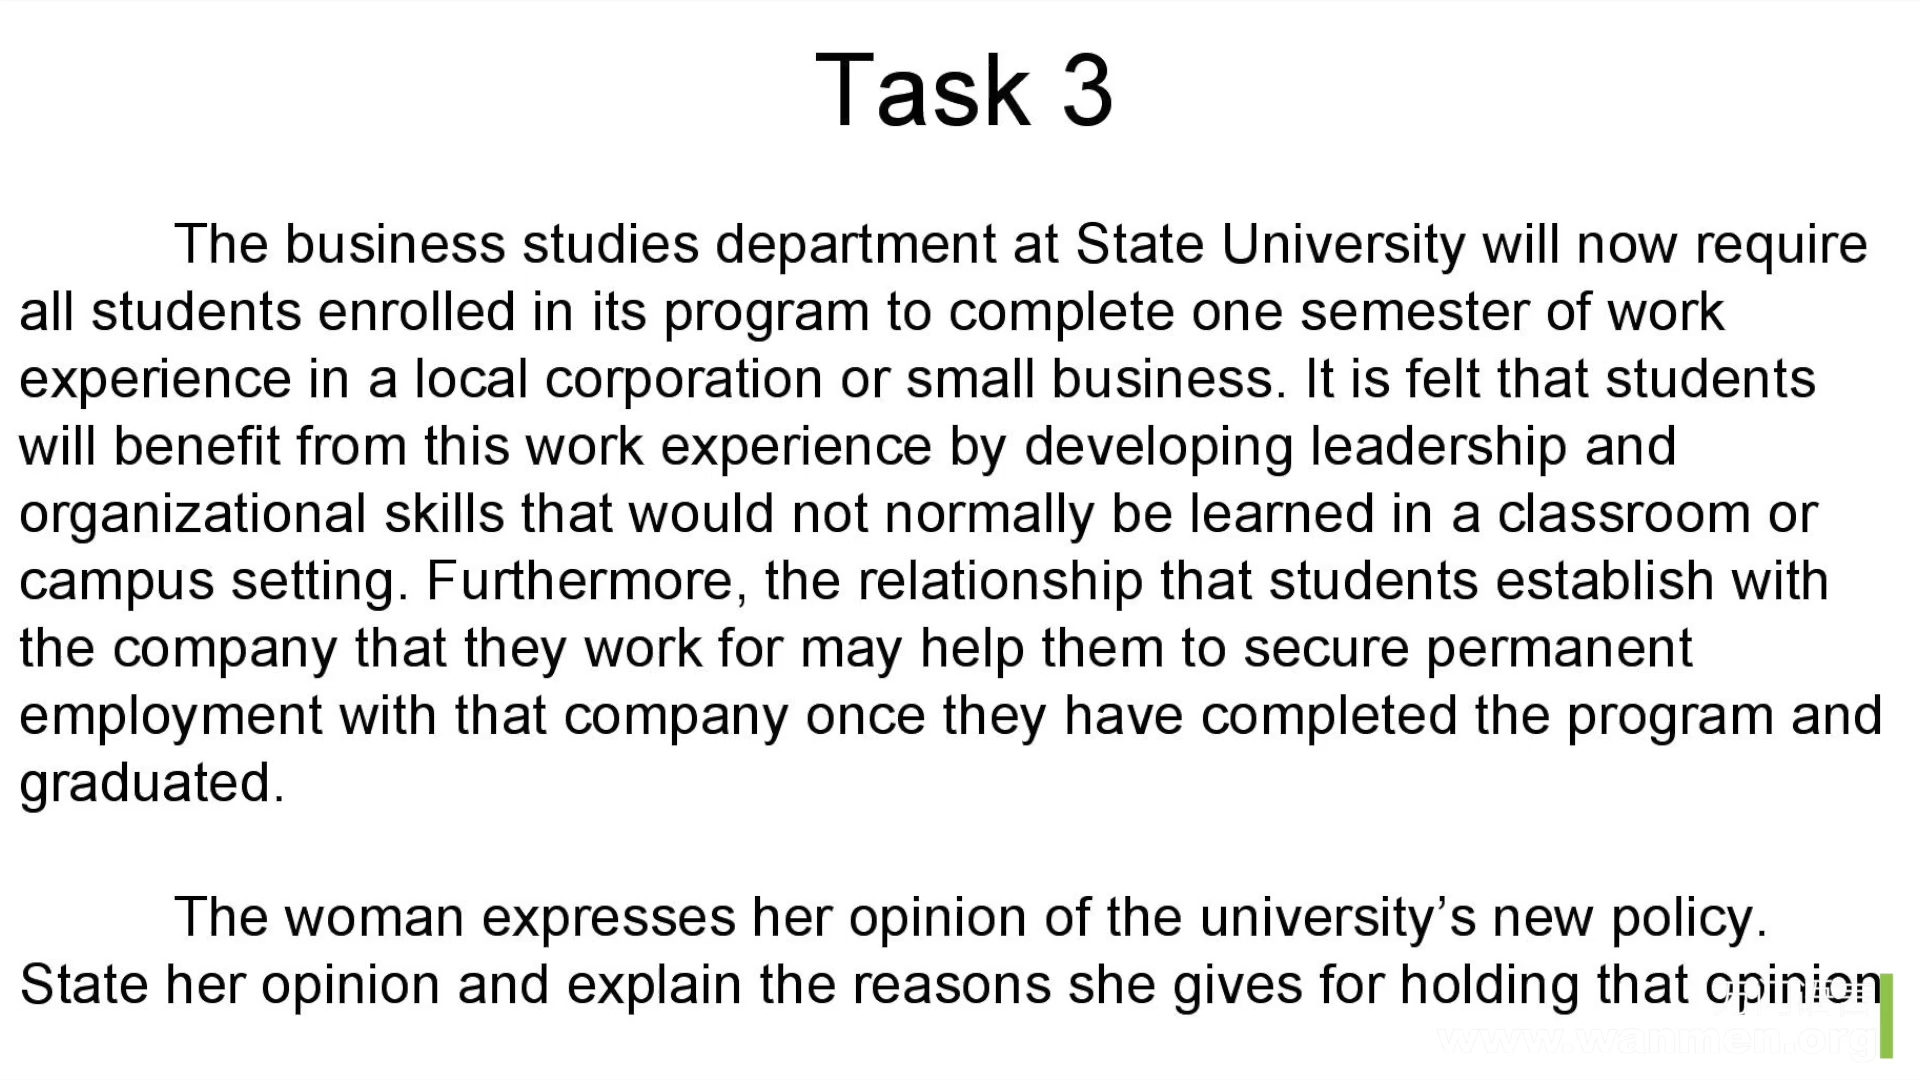 Task 3
The business studies department at State University will now require
all students enrolled in its program to complete one semester of work
experience in a local corporation or small business. It is felt that students
will benefit from this work experience by developing leadership and
organizational skills that would not normally be learned in a classroom or
campus setting. Furthermore, the relationship that students establish with
the company that they work for may help them to secure permanent
employment with that company once they have completed the program and
graduated.
The woman expresses her opinion of the university’s new policy.
State her opinion and explain the reasons she gives for holding that opinion
www.wanmen.org